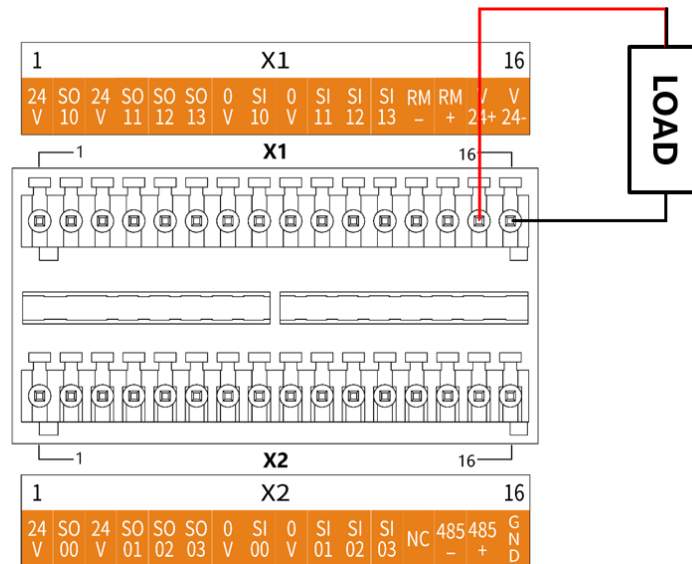 1 X1 16
24 V SO 10 24 V SO 11 SO 12 SO 13 0 V SI 10 0 V SI 11 SI 12 SI 13 RM – RM + V 24+ V 24-
1 X1 16
LOAD
1 X2 16
1 X2 16
24 V SO 00 24 V SO 01 SO 02 SO 03 0 V SI 00 0 V SI 01 SI 02 SI 03 NC 485 – 485 + GND